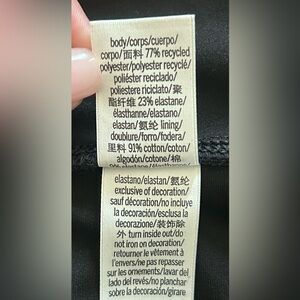 body/corps/cuerpo/
corpo/面料 77% recycled
polyester/polyester recyclé/
poliéster reciclado/
poliestere riciclato/聚
酯纤维 23% elastane/
élasthanne/elastano/
elastan/氨纶 lining/
doublure/forro/fodera/
里料 91% cotton/coton/
algodón/cotone/棉
9% elastane/élasthanne/
elastano/elastan/氨纶
exclusive of decoration/
sauf décoration/no incluye
la decoración/esclusa la
decorazione/装饰除
外 turn inside out/do
not iron on decoration/
retourner le vêtement à
l'envers/ne pas repasser
sur les ornements/lavar del
lado del revés/no planchar
sobre la decoración/girare